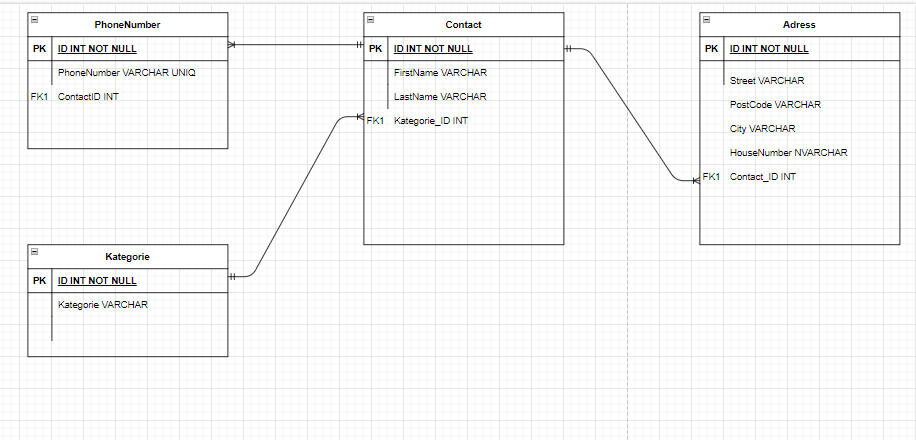 PhoneNumber
PK ID INT NOT NULL
PhoneNumber VARCHAR UNIQ
FK1 ContactID INT
Contact
PK ID INT NOT NULL
FirstName VARCHAR
LastName VARCHAR
FK1 Kategorie_ID INT
Adress
PK ID INT NOT NULL
Street VARCHAR
PostCode VARCHAR
City VARCHAR
HouseNumber NVARCHAR
FK1 Contact_ID INT
Kategorie
PK ID INT NOT NULL
Kategorie VARCHAR